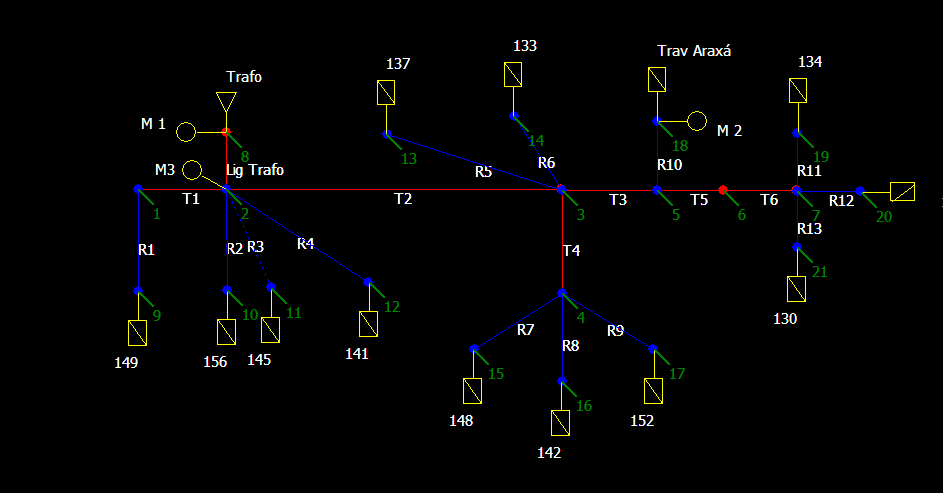 133
Trav Araxá
137
134
Trafo
M 1
8
13
14
18
M 2
19
M3
Lig Trafo
R5
R6
R10
R11
T1
T2
T3
T5
T6
R12
1
2
3
5
6
7
20
R1
R2
R3
R4
T4
R13
21
9
10
11
12
4
130
R7
R8
R9
149
156
145
141
15
16
17
148
142
152